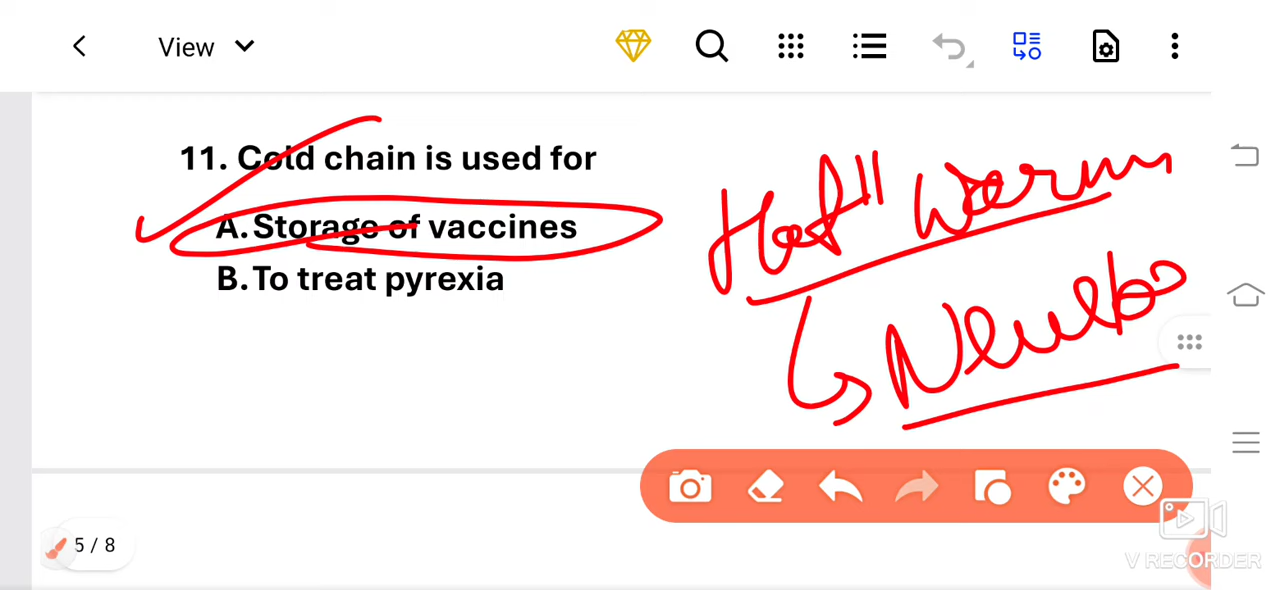 View
11. Cold chain is used for
A. Storage of vaccines
B. To treat pyrexia
Warm
5 / 8
V RECORDER